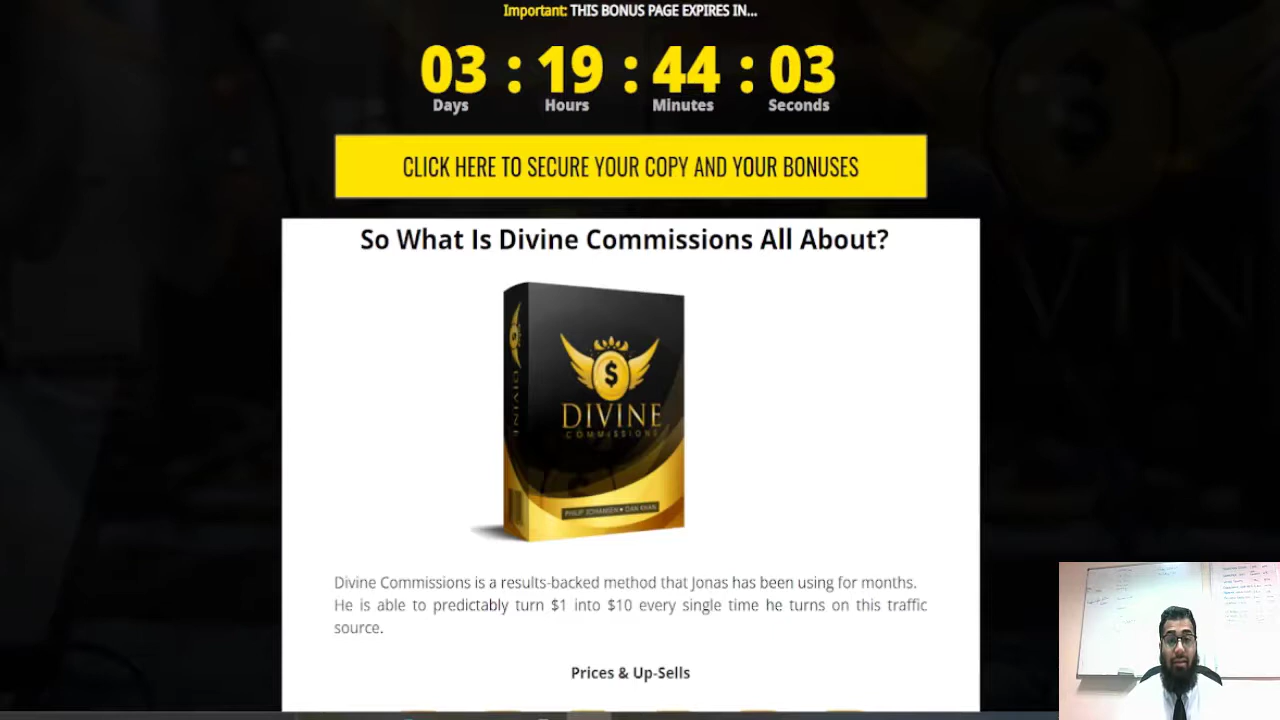 Important: THIS BONUS PAGE EXPIRES IN...
03 : 19 : 44 : 03
Days Hours Minutes Seconds
CLICK HERE TO SECURE YOUR COPY AND YOUR BONUSES
So What Is Divine Commissions All About?
DIVINE
DIVINE
COMMISSIONS
Divine Commissions is a results-backed method that Jonas has been using for months.
He is able to predictably turn $1 into $10 every single time he turns on this traffic
source.
Prices & Up-Sells